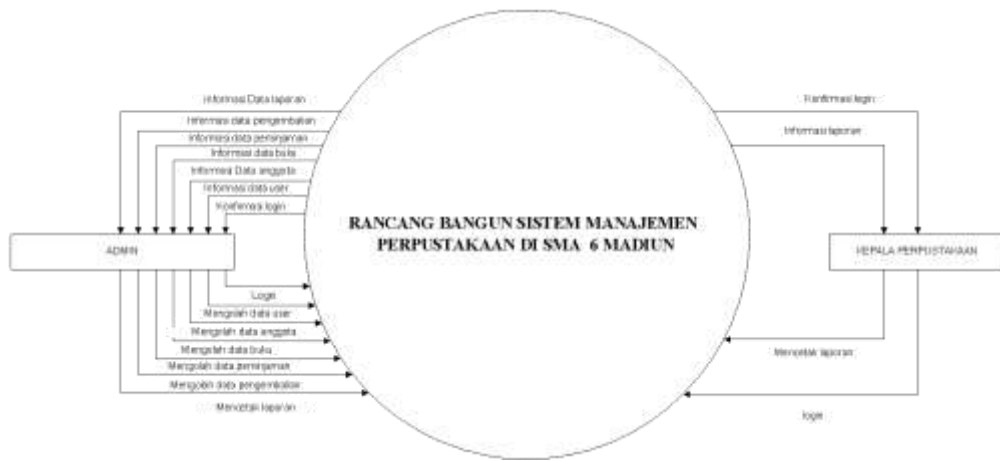 Informasi Data laporan
Informasi data pengembalian
Informasi data peminjaman
Informasi data buku
Informasi Data anggota
Informasi data user
Konfirmasi login
ADMIN
Login
Mengolah data user
Mengolah data anggota
Mengolah data buku
Mengolah data peminjaman
Mengolah data pengembalian
Mencetak laporan
RANCANG BANGUN SISTEM MANAJEMEN
PERPUSTAKAAN DI SMA 6 MADIUN
Konfirmasi login
Informasi laporan
KEPALA PERPUSTAKAAN
Mencetak laporan
login